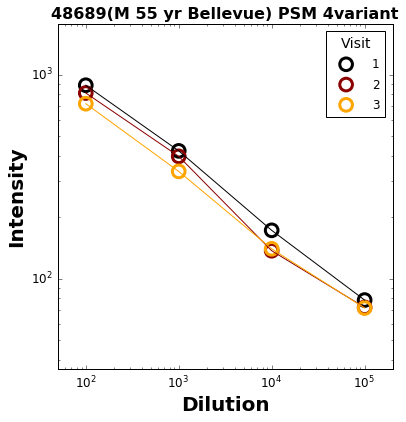 48689(M 55 yr Bellevue) PSM 4variant
Visit
1
2
3
10³
10²
Intensity
10² 10³ 10⁴ 10⁵
Dilution